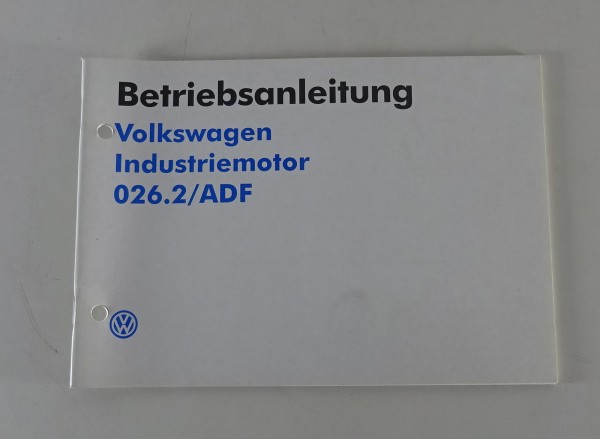 Betriebsanleitung
Volkswagen
Industriemotor
026.2/ADF